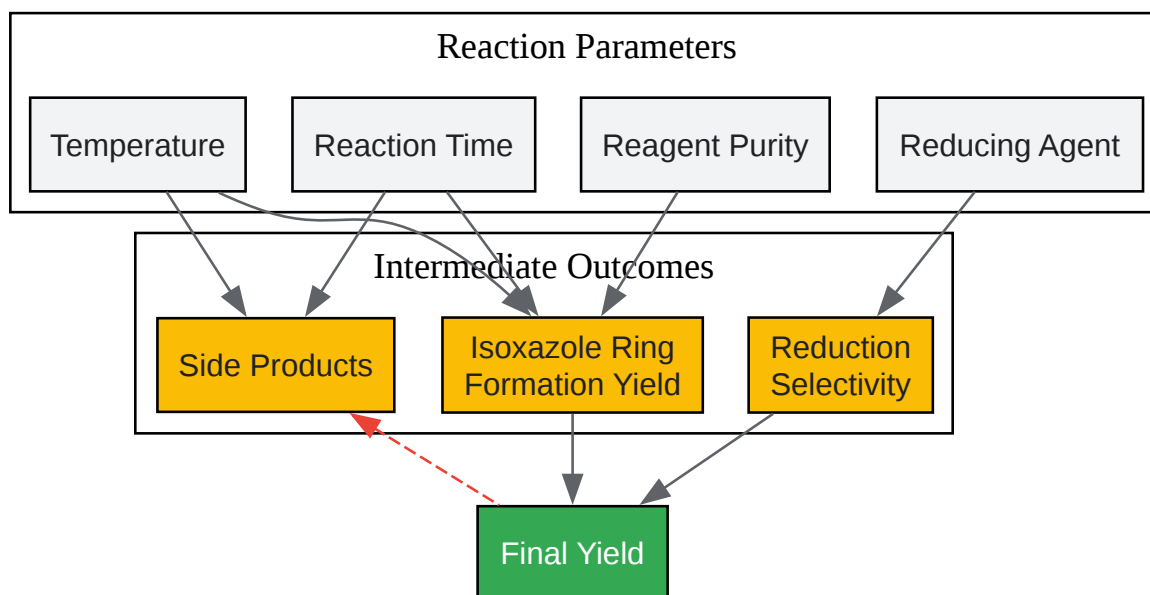 Reaction Parameters
Temperature
Reaction Time
Reagent Purity
Reducing Agent
Intermediate Outcomes
Side Products
Isoxazole Ring
Formation Yield
Reduction
Selectivity
Final Yield